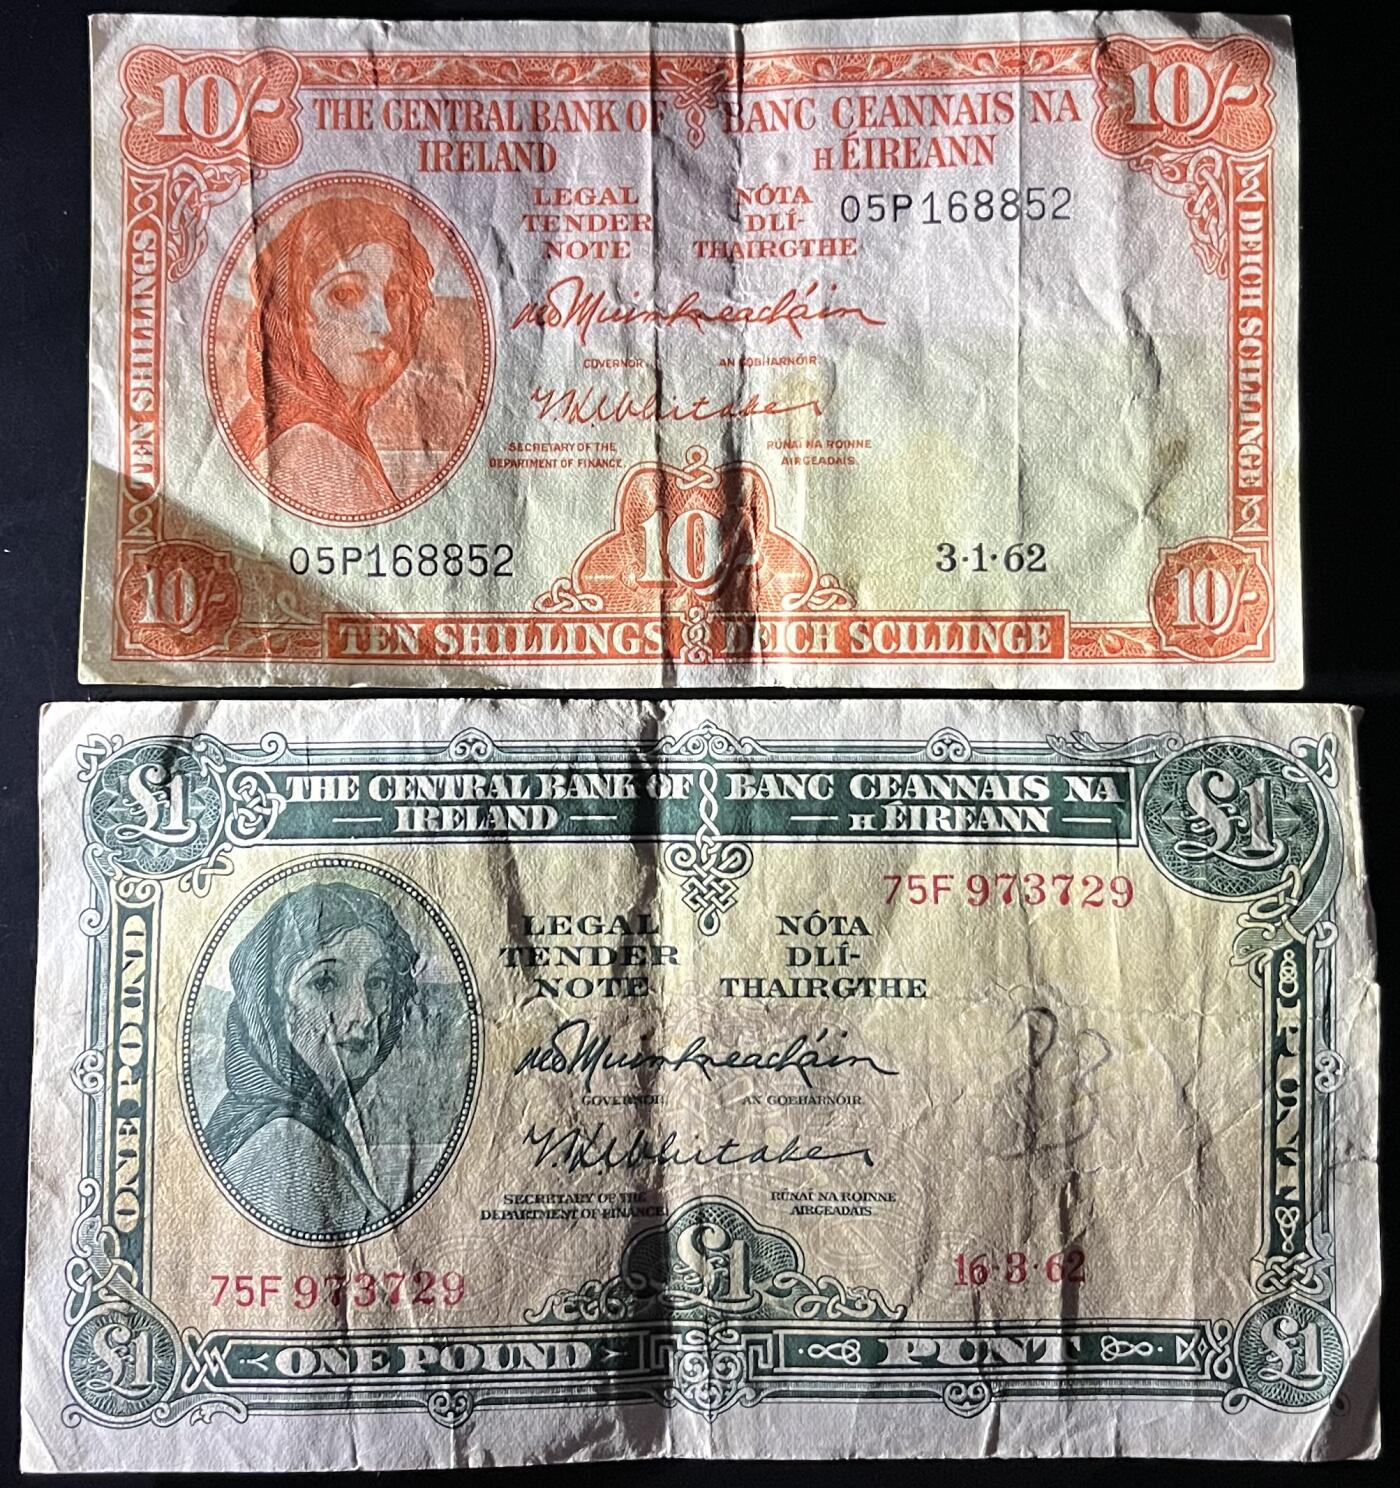 10/- 10/-
THE CENTRAL BANK OF IRELAND
BANC CEANNAIS NA hÉIREANN
LEGAL
TENDER
NOTE
NÓTA
DLÍ-
THAIRGTHE
05P168852
TEN SHILLINGS
DEICH SCILLINGE
GOVERNOR. AN GOBHARNÓIR
T.K. Whitaker
SECRETARY OF THE
DEPARTMENT OF FINANCE.
RÚNAÍ NA ROINNE
AIRGEADAIS.
05P168852
10/-
3·1·62
10/- 10/-
TEN SHILLINGS DEICH SCILLINGE
£1 £1
THE CENTRAL BANK OF
— IRELAND —
BANC CEANNAIS NA
— hÉIREANN —
75F 973729
LEGAL
TENDER
NOTE
NÓTA
DLÍ-
THAIRGTHE
ONE POUND
PUNT
GOVERNOR. AN GOBHARNÓIR.
T.K. Whitaker
SECRETARY OF THE
DEPARTMENT OF FINANCE.
RÚNAÍ NA ROINNE
AIRGEADAIS
75F 973729
£1
16·3·62
£1 £1
ONE POUND PUNT